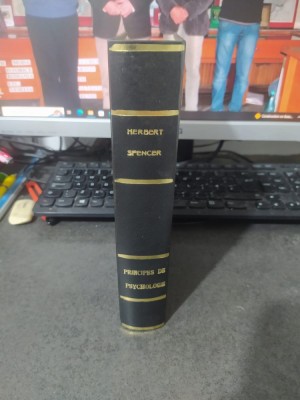 HERBERT
SPENCER
PRINCIPES DE
PSYCHOLOGIE